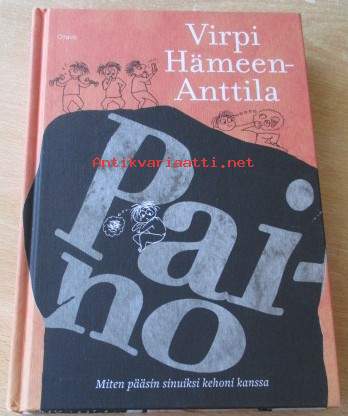 Otava
Virpi
Hämeen-
Anttila
Antikvariaatti.net
Pai-
no
Miten pääsin sinuiksi kehoni kanssa